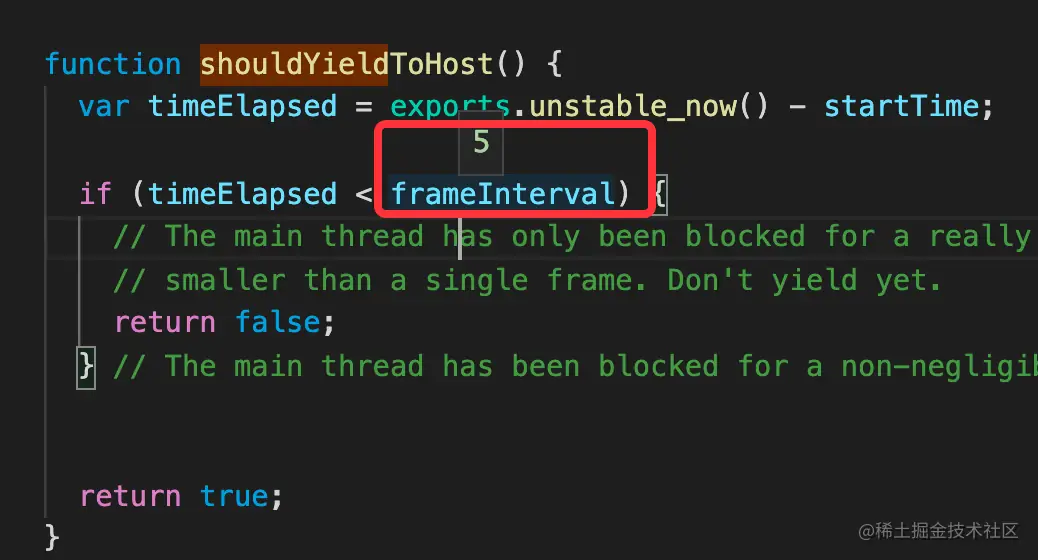 function shouldYieldToHost() {
var timeElapsed = exports.unstable_now() - startTime;
5
if (timeElapsed < frameInterval) {
// The main thread has only been blocked for a really
// smaller than a single frame. Don't yield yet.
return false;
} // The main thread has been blocked for a
return true;
}
@稀土掘金技术社区